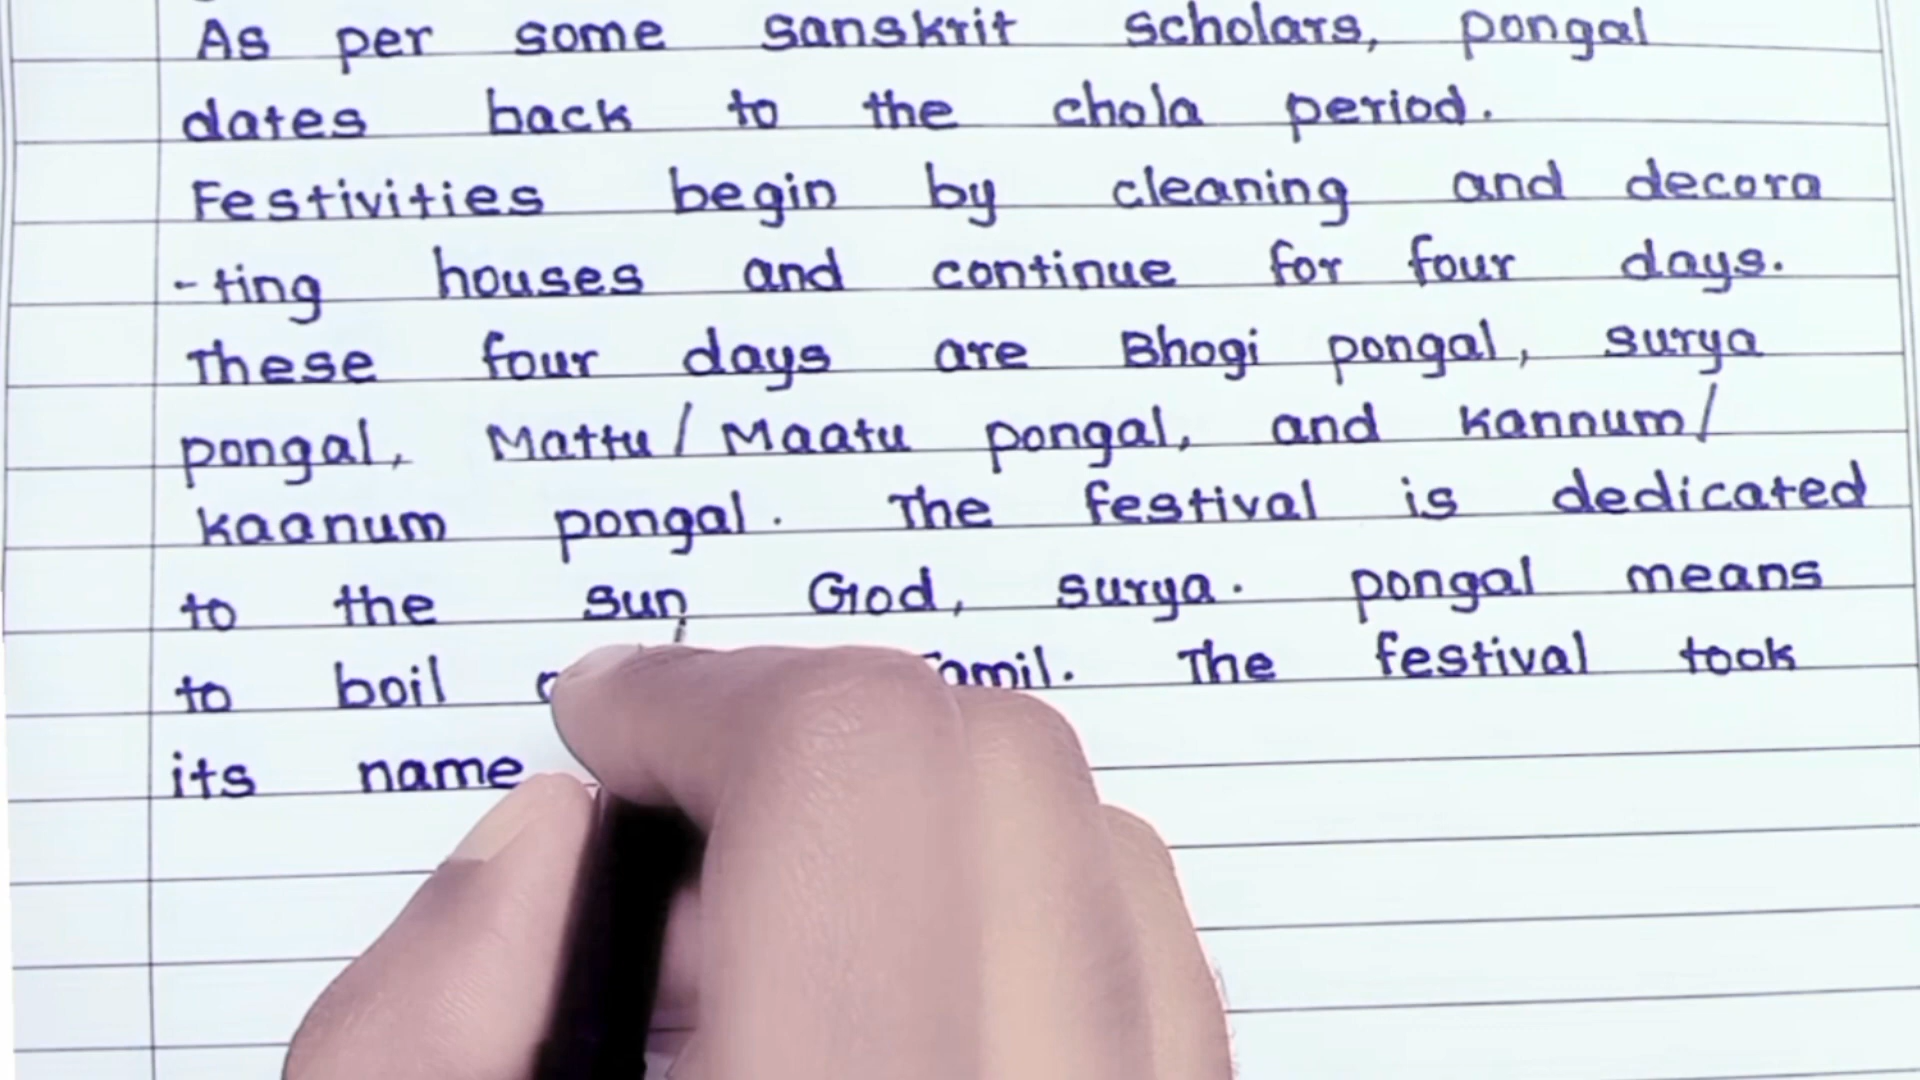 As per some sanskrit scholars, pongal
dates back to the chola period.
Festivities begin by cleaning and decora
-ting houses and continue for four days.
These four days are Bhogi pongal, surya
pongal, Mattu/Maatu pongal, and kannum/
kaanum pongal. The festival is dedicated
to the sun God, surya. pongal means
to boil Tamil. The festival took
its name